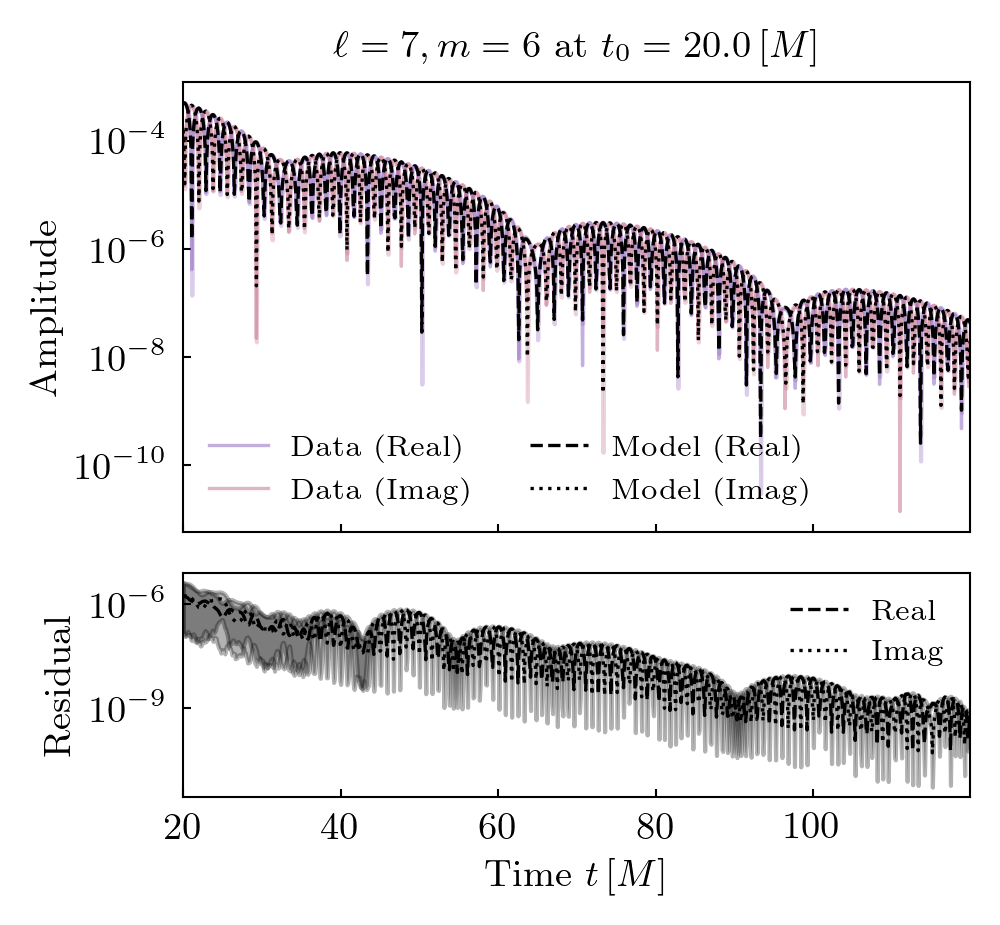 ℓ = 7, m = 6 at t₀ = 20.0 [M]
Amplitude
10⁻⁴
10⁻⁶
10⁻⁸
10⁻¹⁰
Data (Real)
Data (Imag)
Model (Real)
Model (Imag)
Residual
10⁻⁶
10⁻⁹
Real
Imag
20 40 60 80 100
Time t [M]